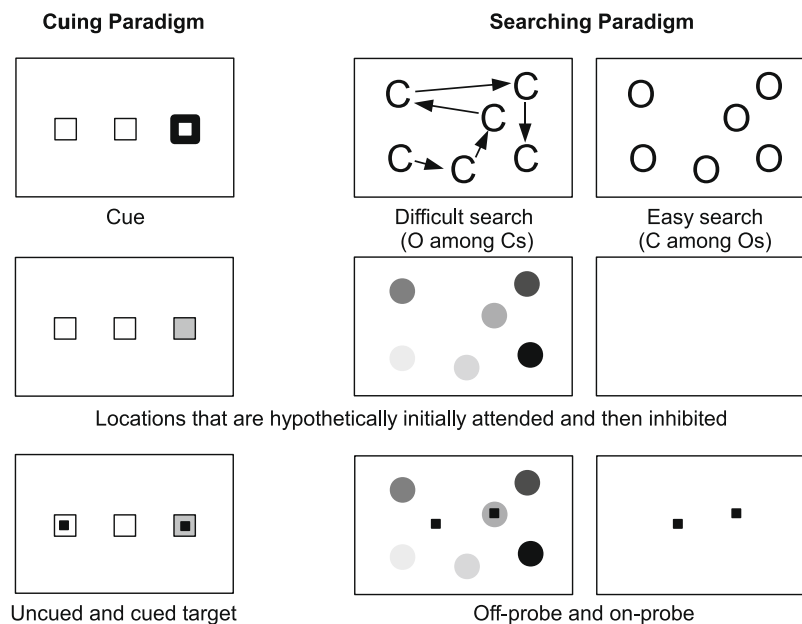 Cuing Paradigm
Searching Paradigm
C C C C C C
O O O O O O
Cue
Difficult search
(O among Cs)
Easy search
(C among Os)
Locations that are hypothetically initially attended and then inhibited
Uncued and cued target
Off-probe and on-probe